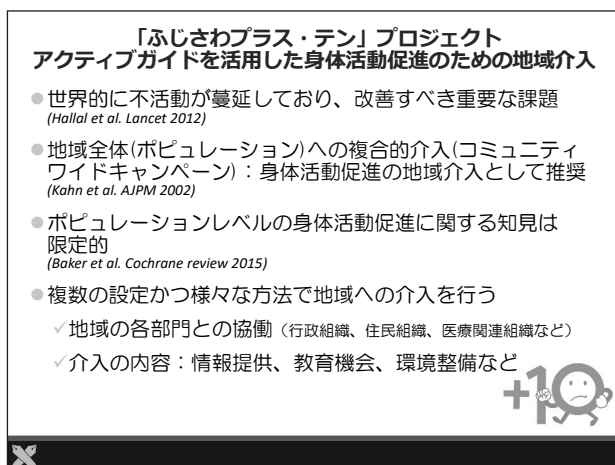 「ふじさわプラス・テン」プロジェクト
アクティブガイドを活用した身体活動促進のための地域介入
●世界的に不活動が蔓延しており、改善すべき重要な課題
(Hallal et al. Lancet 2012)
●地域全体(ポピュレーション)への複合的介入(コミュニティ
ワイドキャンペーン)：身体活動促進の地域介入として推奨
(Kahn et al. AJPM 2002)
●ポピュレーションレベルの身体活動促進に関する知見は
限定的
(Baker et al. Cochrane review 2015)
●複数の設定かつ様々な方法で地域への介入を行う
✓地域の各部門との協働（行政組織、住民組織、医療関連組織など）
✓介入の内容：情報提供、教育機会、環境整備など
+10